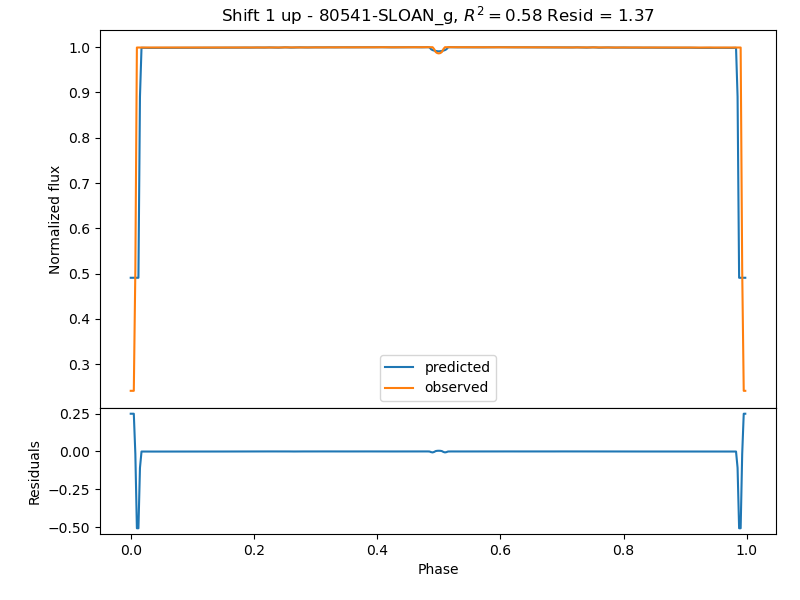 Shift 1 up - 80541-SLOAN_g, R² = 0.58 Resid = 1.37
Normalized flux
1.0
0.9
0.8
0.7
0.6
0.5
0.4
0.3
predicted
observed
Residuals
0.25
0.00
−0.25
−0.50
0.0 0.2 0.4 0.6 0.8 1.0
Phase